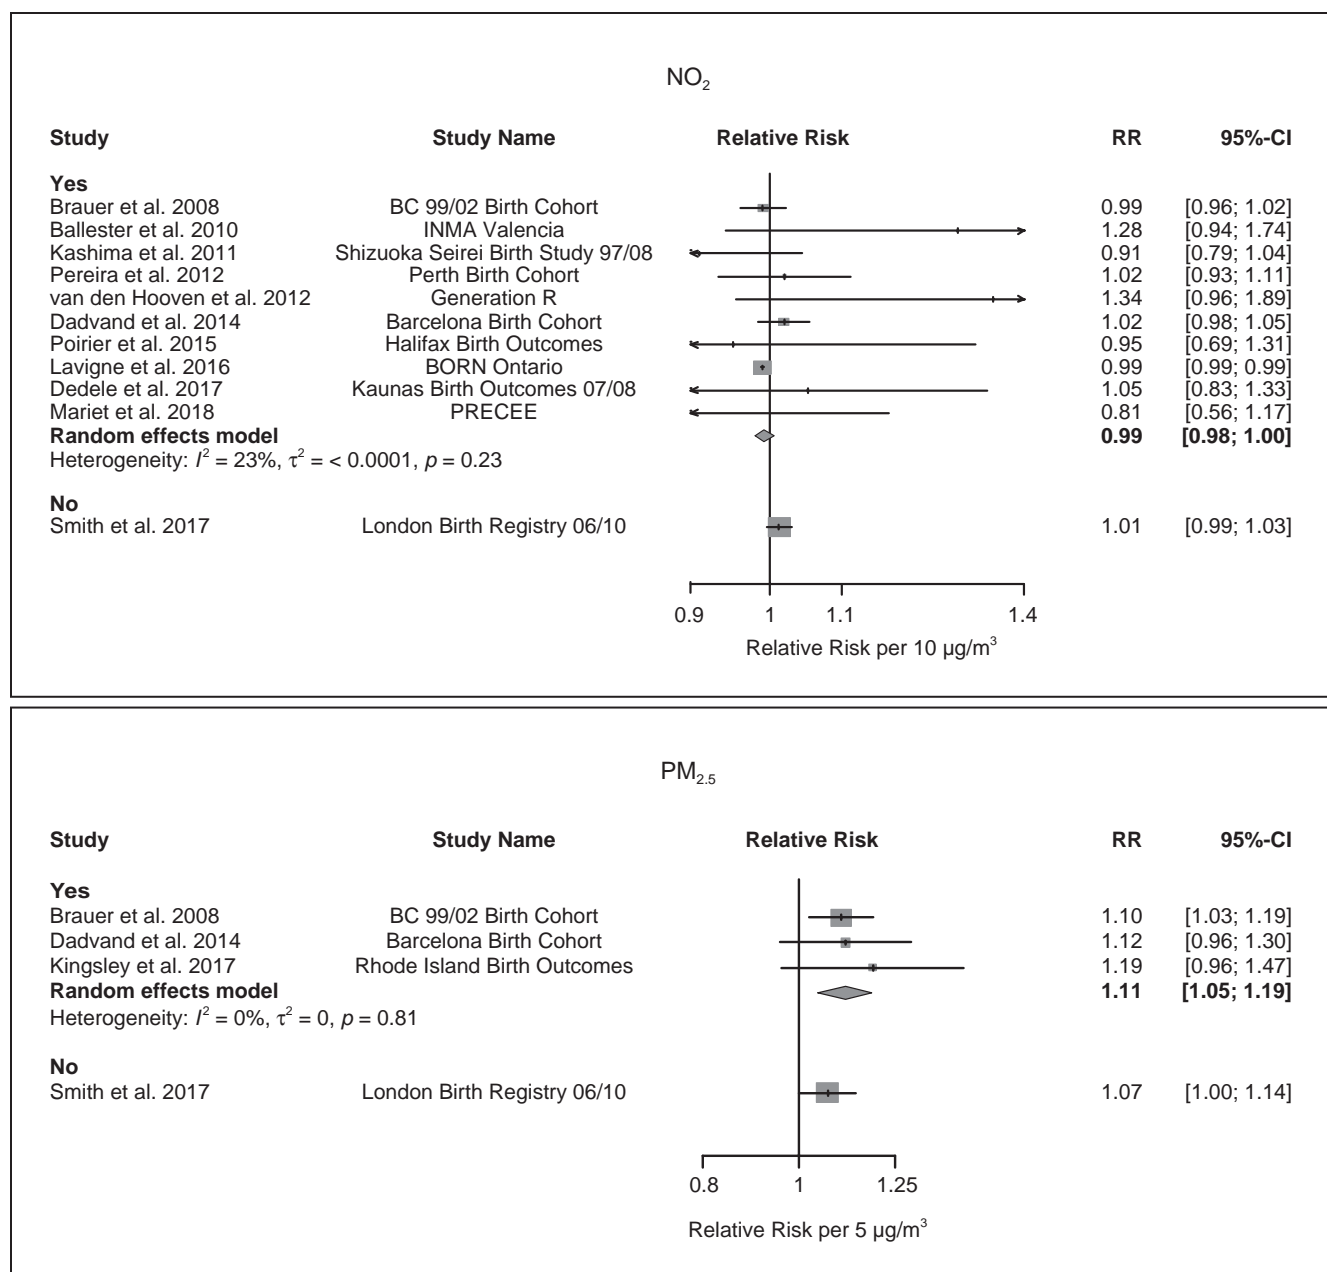 NO₂
Study Study Name Relative Risk RR 95%-CI
Yes
Brauer et al. 2008 BC 99/02 Birth Cohort 0.99 [0.96; 1.02]
Ballester et al. 2010 INMA Valencia 1.28 [0.94; 1.74]
Kashima et al. 2011 Shizuoka Seirei Birth Study 97/08 0.91 [0.79; 1.04]
Pereira et al. 2012 Perth Birth Cohort 1.02 [0.93; 1.11]
van den Hooven et al. 2012 Generation R 1.34 [0.96; 1.89]
Dadvand et al. 2014 Barcelona Birth Cohort 1.02 [0.98; 1.05]
Poirier et al. 2015 Halifax Birth Outcomes 0.95 [0.69; 1.31]
Lavigne et al. 2016 BORN Ontario 0.99 [0.99; 0.99]
Dedele et al. 2017 Kaunas Birth Outcomes 07/08 1.05 [0.83; 1.33]
Mariet et al. 2018 PRECEE 0.81 [0.56; 1.17]
Random effects model 0.99 [0.98; 1.00]
Heterogeneity: I² = 23%, τ² = < 0.0001, p = 0.23
No
Smith et al. 2017 London Birth Registry 06/10 1.01 [0.99; 1.03]
0.9 1 1.1 1.4
Relative Risk per 10 µg/m³
PM₂.₅
Study Study Name Relative Risk RR 95%-CI
Yes
Brauer et al. 2008 BC 99/02 Birth Cohort 1.10 [1.03; 1.19]
Dadvand et al. 2014 Barcelona Birth Cohort 1.12 [0.96; 1.30]
Kingsley et al. 2017 Rhode Island Birth Outcomes 1.19 [0.96; 1.47]
Random effects model 1.11 [1.05; 1.19]
Heterogeneity: I² = 0%, τ² = 0, p = 0.81
No
Smith et al. 2017 London Birth Registry 06/10 1.07 [1.00; 1.14]
0.8 1 1.25
Relative Risk per 5 µg/m³